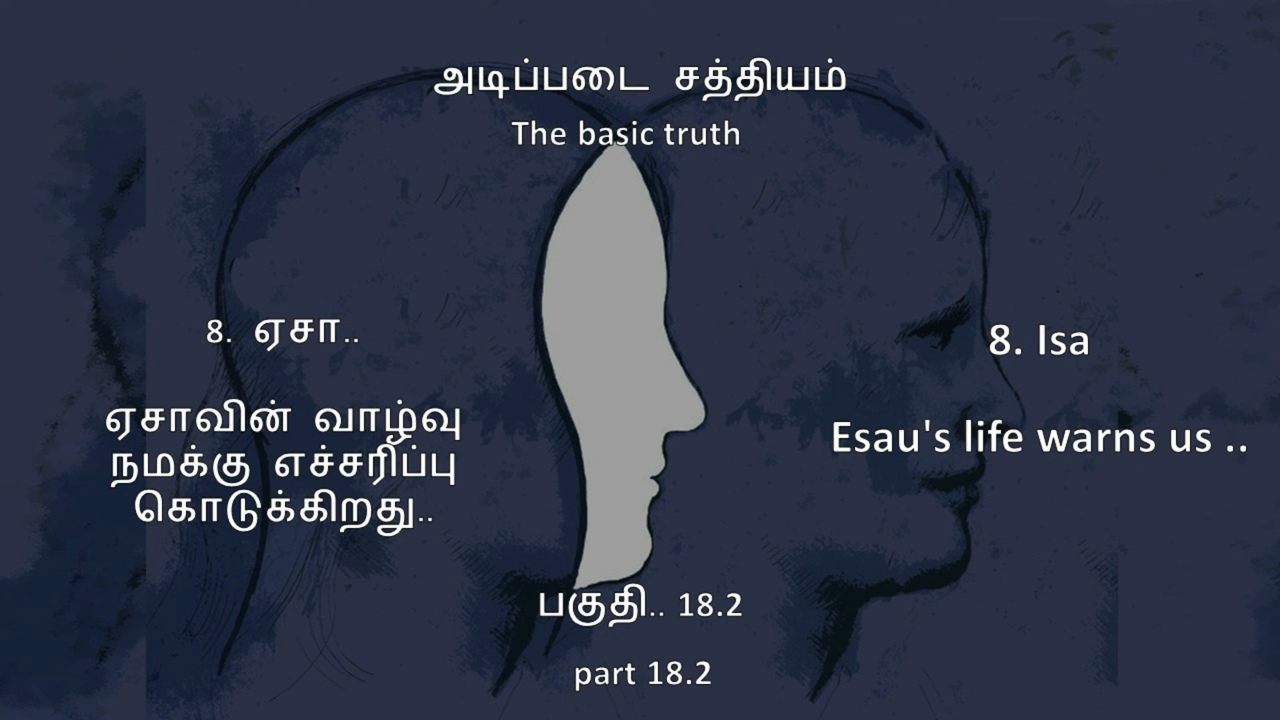 அடிப்படை சத்தியம்
The basic truth
8. ஏசா..
ஏசாவின் வாழ்வு
நமக்கு எச்சரிப்பு
கொடுக்கிறது..
8. Isa
Esau's life warns us ..
பகுதி.. 18.2
part 18.2